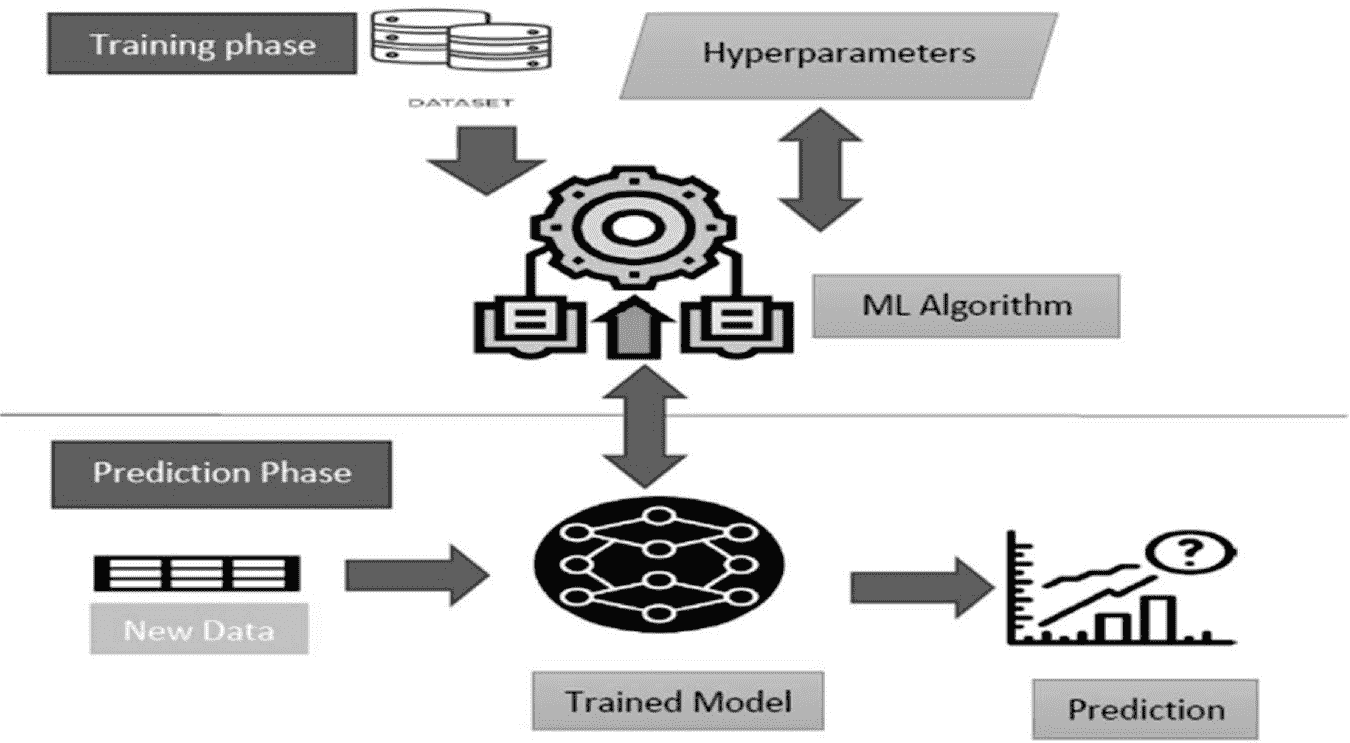 Training phase
DATASET
Hyperparameters
ML Algorithm
Prediction Phase
New Data
?
Trained Model
Prediction